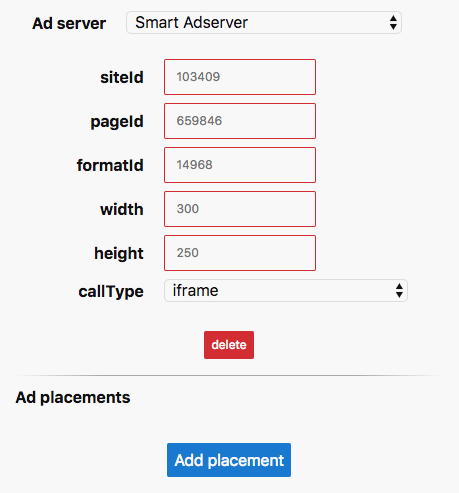 Ad server Smart Adserver
siteId 103409
pageId 659846
formatId 14968
width 300
height 250
callType iframe
delete
Ad placements
Add placement